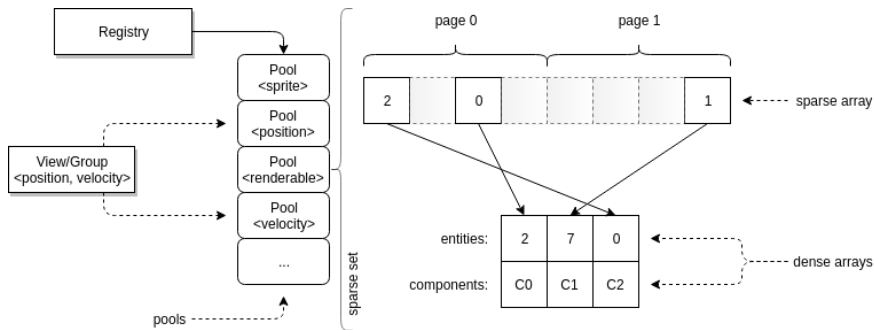 page 0
page 1
Registry
Pool
<sprite>
2
0
1
sparse array
Pool
<position>
View/Group
<position, velocity>
Pool
<renderable>
Pool
<velocity>
...
pools
sparse set
entities:
2
7
0
components:
C0
C1
C2
dense arrays